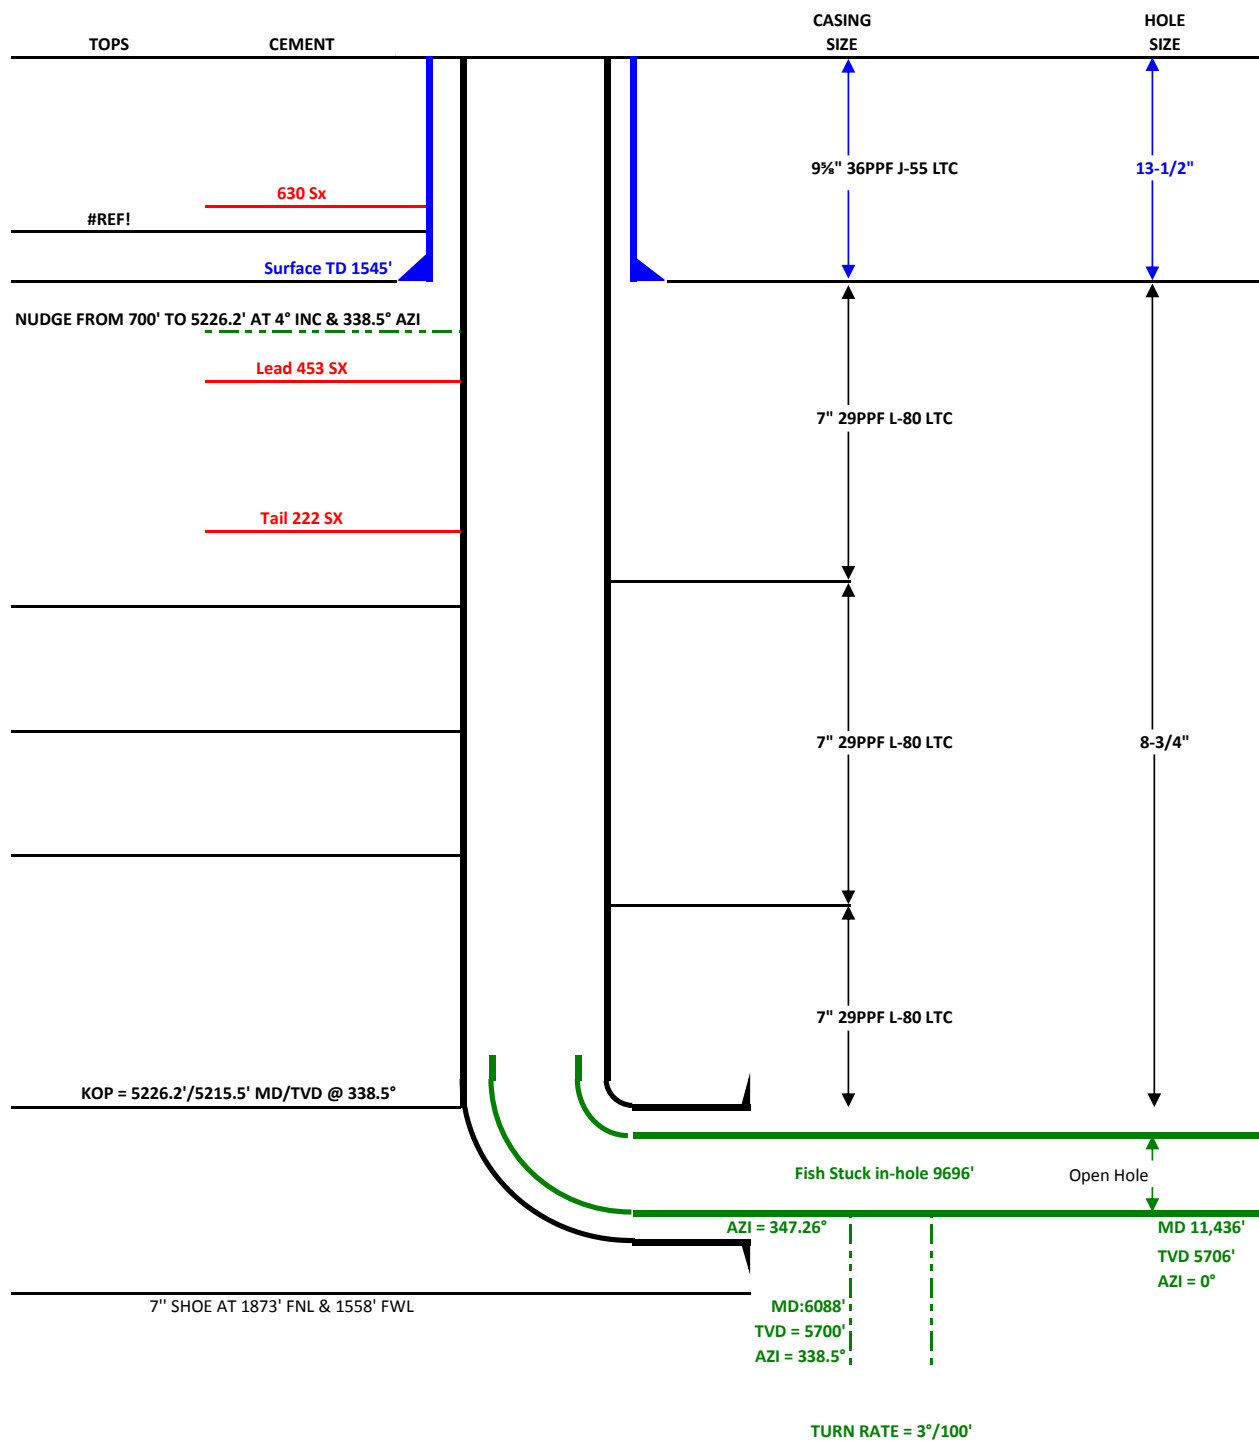 CASING
SIZE
HOLE
SIZE
TOPS
CEMENT
9⅝" 36PPF J-55 LTC
13-1/2"
630 Sx
#REF!
Surface TD 1545'
NUDGE FROM 700' TO 5226.2' AT 4° INC & 338.5° AZI
Lead 453 SX
7" 29PPF L-80 LTC
Tail 222 SX
7" 29PPF L-80 LTC
8-3/4"
7" 29PPF L-80 LTC
KOP = 5226.2'/5215.5' MD/TVD @ 338.5°
Fish Stuck in-hole 9696'
Open Hole
AZI = 347.26°
MD 11,436'
TVD 5706'
AZI = 0°
7'' SHOE AT 1873' FNL & 1558' FWL
MD:6088'
TVD = 5700'
AZI = 338.5°
TURN RATE = 3°/100'